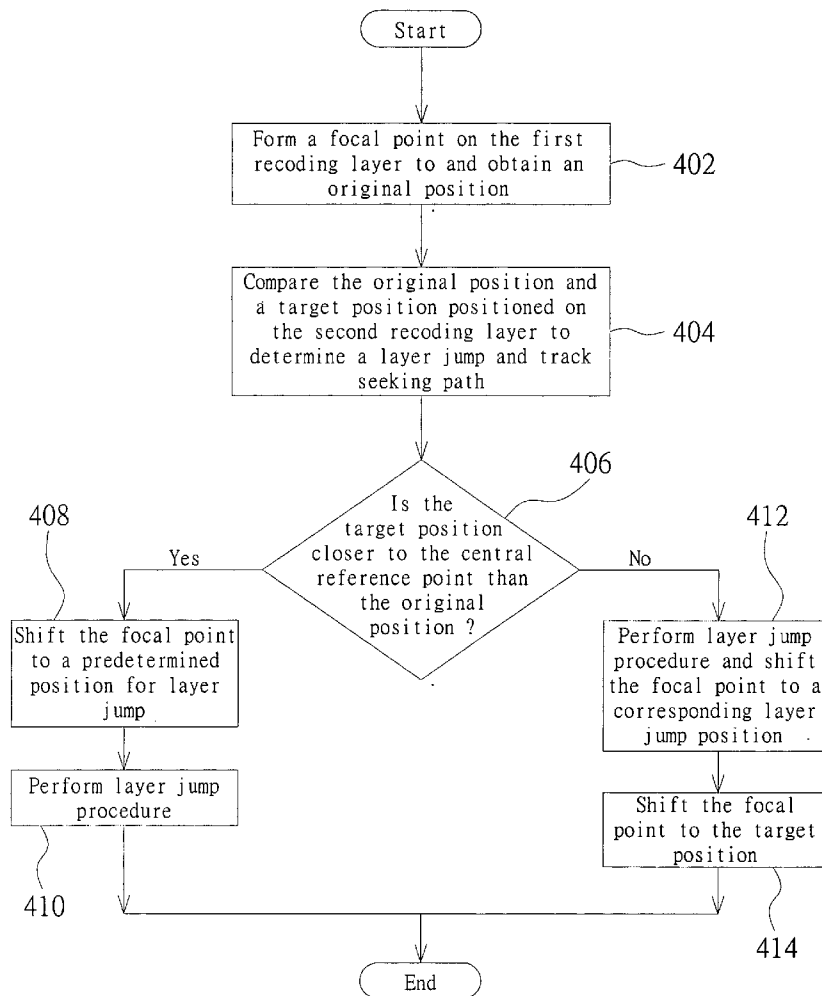 Start
Form a focal point on the first
recoding layer to and obtain an
original position
402
Compare the original position and
a target position positioned on
the second recoding layer to
determine a layer jump and track
seeking path
404
406
Is the
target position
closer to the central
reference point than
the original
position ?
Yes
No
408
Shift the focal point
to a predetermined
position for layer
jump
Perform layer jump
procedure
410
412
Perform layer jump
procedure and shift
the focal point to a
corresponding layer
jump position
Shift the focal
point to the target
position
414
End